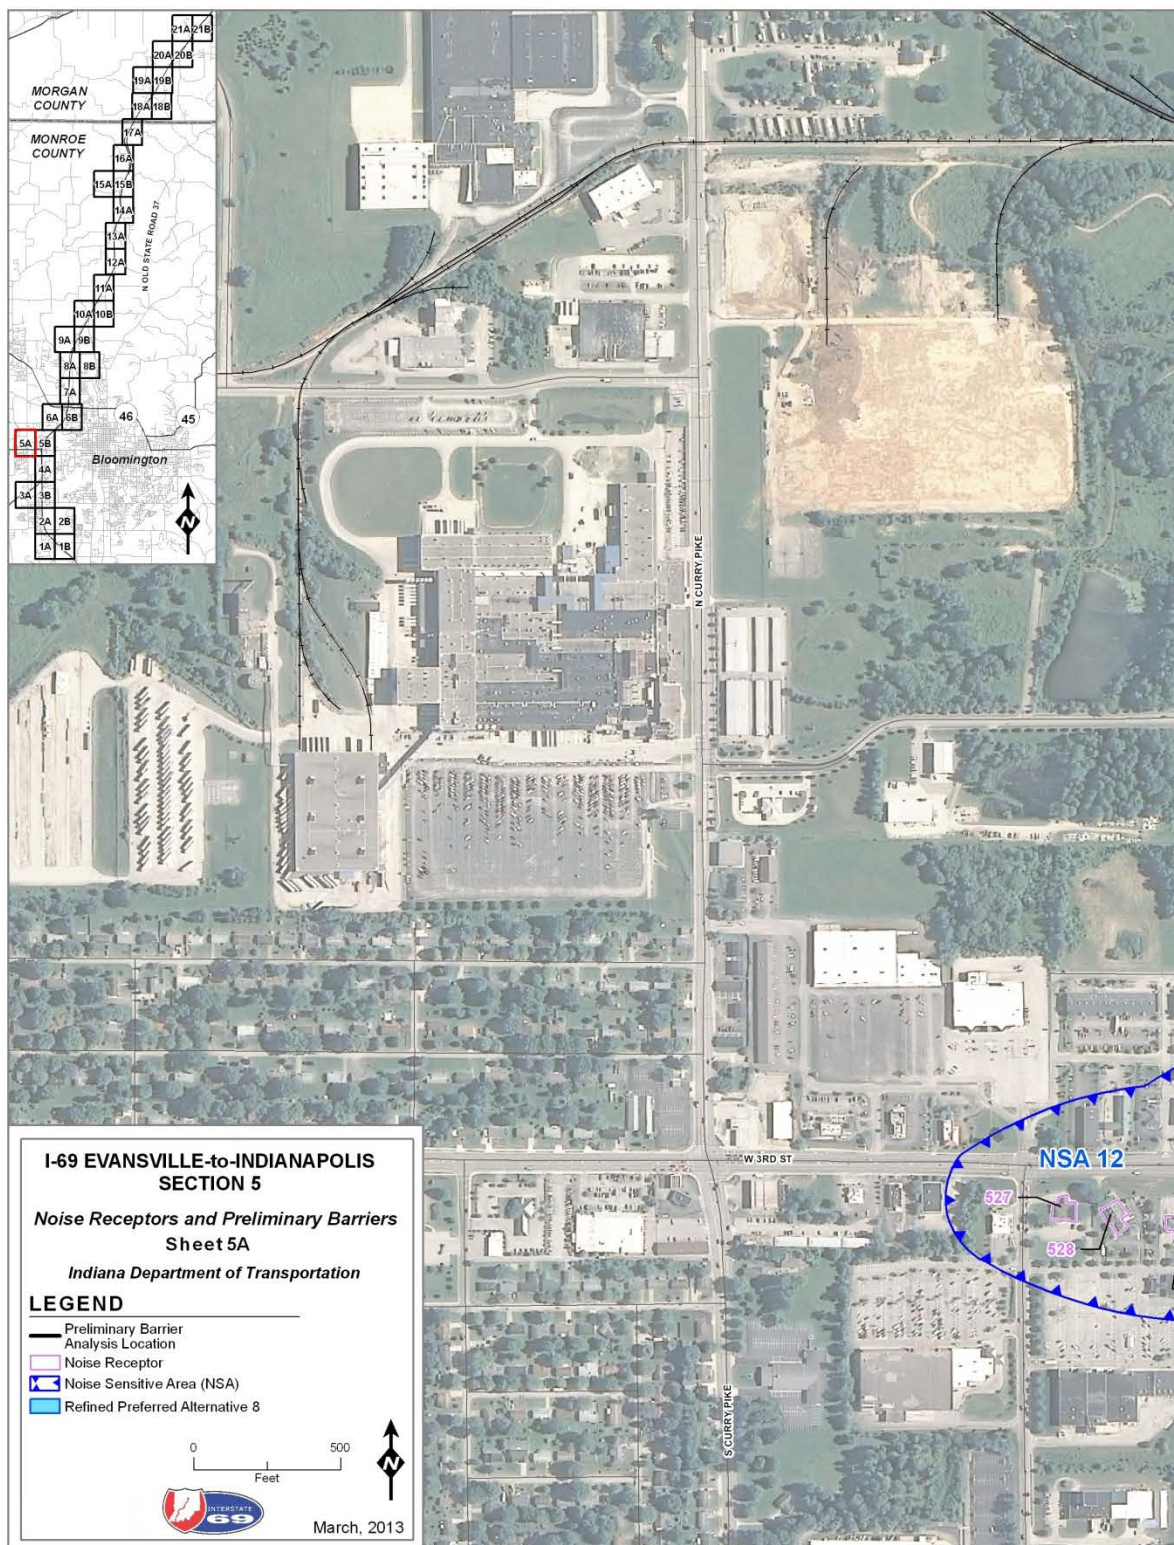 21A 21B
20A 20B
19A 19B
18A 18B
MORGAN
COUNTY
MONROE
COUNTY
17A
16A
15A 15B
14A
13A
12A
11A
10A 10B
9A 9B
8A 8B
7A
6A 6B
5A 5B
4A
3A 3B
2A 2B
1A 1B
N OLD STATE ROAD 37
46
45
Bloomington
N
N CURRY PIKE
W 3RD ST
NSA 12
527
528
S CURRY PIKE
I-69 EVANSVILLE-to-INDIANAPOLIS
SECTION 5
Noise Receptors and Preliminary Barriers
Sheet 5A
Indiana Department of Transportation
LEGEND
Preliminary Barrier
Analysis Location
Noise Receptor
Noise Sensitive Area (NSA)
Refined Preferred Alternative 8
0 500
Feet
N
INTERSTATE
69
March, 2013